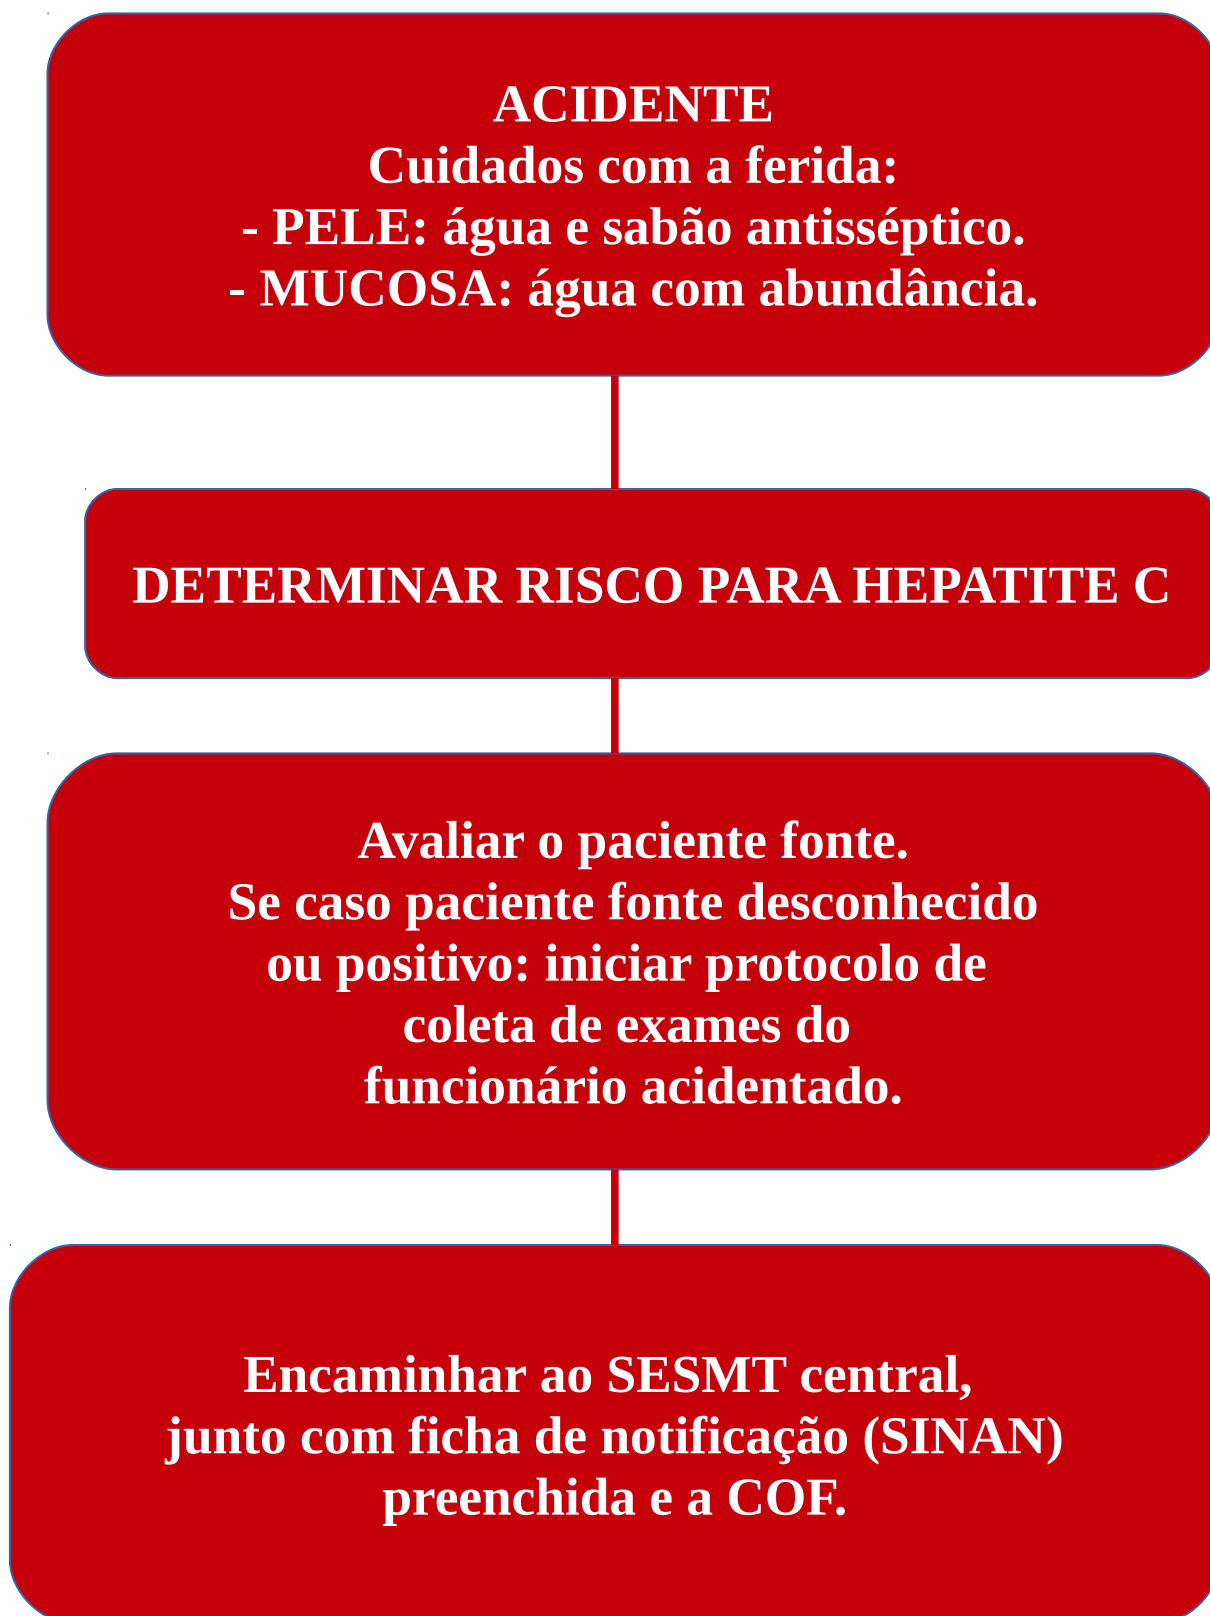 ACIDENTE
Cuidados com a ferida:
- PELE: água e sabão antisséptico.
- MUCOSA: água com abundância.
DETERMINAR RISCO PARA HEPATITE C
Avaliar o paciente fonte.
Se caso paciente fonte desconhecido
ou positivo: iniciar protocolo de
coleta de exames do
funcionário acidentado.
Encaminhar ao SESMT central,
junto com ficha de notificação (SINAN)
preenchida e a COF.